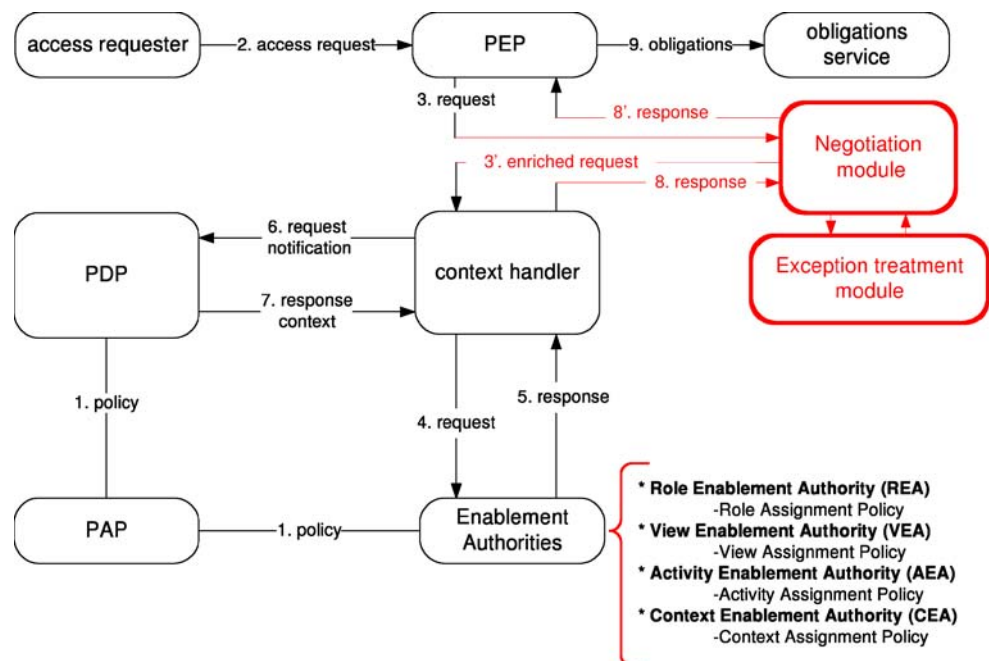 access requester
2. access request
PEP
9. obligations
obligations
service
3. request
8'. response
Negotiation
module
3'. enriched request
8. response
6. request
notification
PDP
context handler
Exception treatment
module
7. response
context
1. policy
4. request
5. response
PAP
1. policy
Enablement
Authorities
* Role Enablement Authority (REA)
-Role Assignment Policy
* View Enablement Authority (VEA)
-View Assignment Policy
* Activity Enablement Authority (AEA)
-Activity Assignment Policy
* Context Enablement Authority (CEA)
-Context Assignment Policy